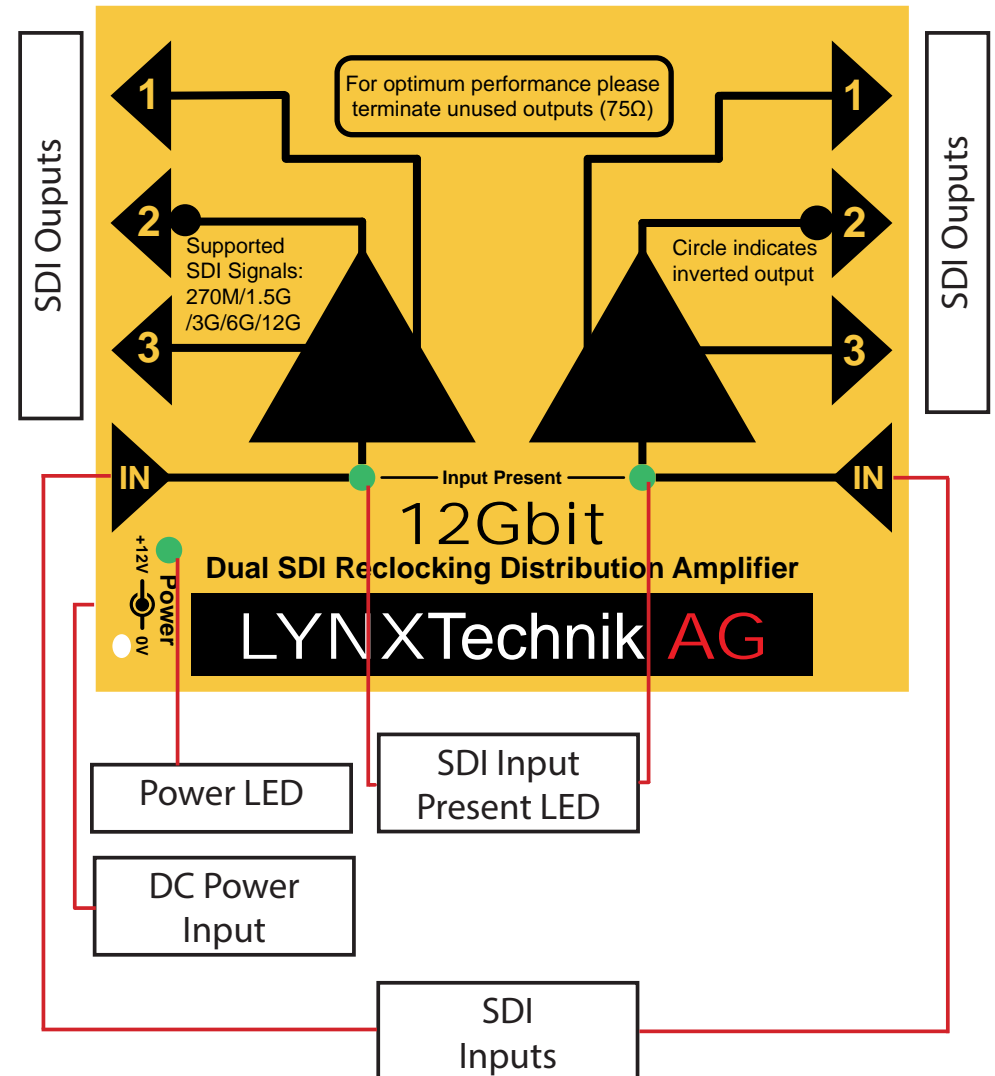 SDI Ouputs
1
2
3
IN
For optimum performance please
terminate unused outputs (75Ω)
Supported
SDI Signals:
270M/1.5G
/3G/6G/12G
Circle indicates
inverted output
1
2
3
IN
SDI Ouputs
Input Present
12Gbit
Dual SDI Reclocking Distribution Amplifier
LYNXTechnik AG
+12V
0V
Power
Power LED
SDI Input
Present LED
DC Power
Input
SDI
Inputs